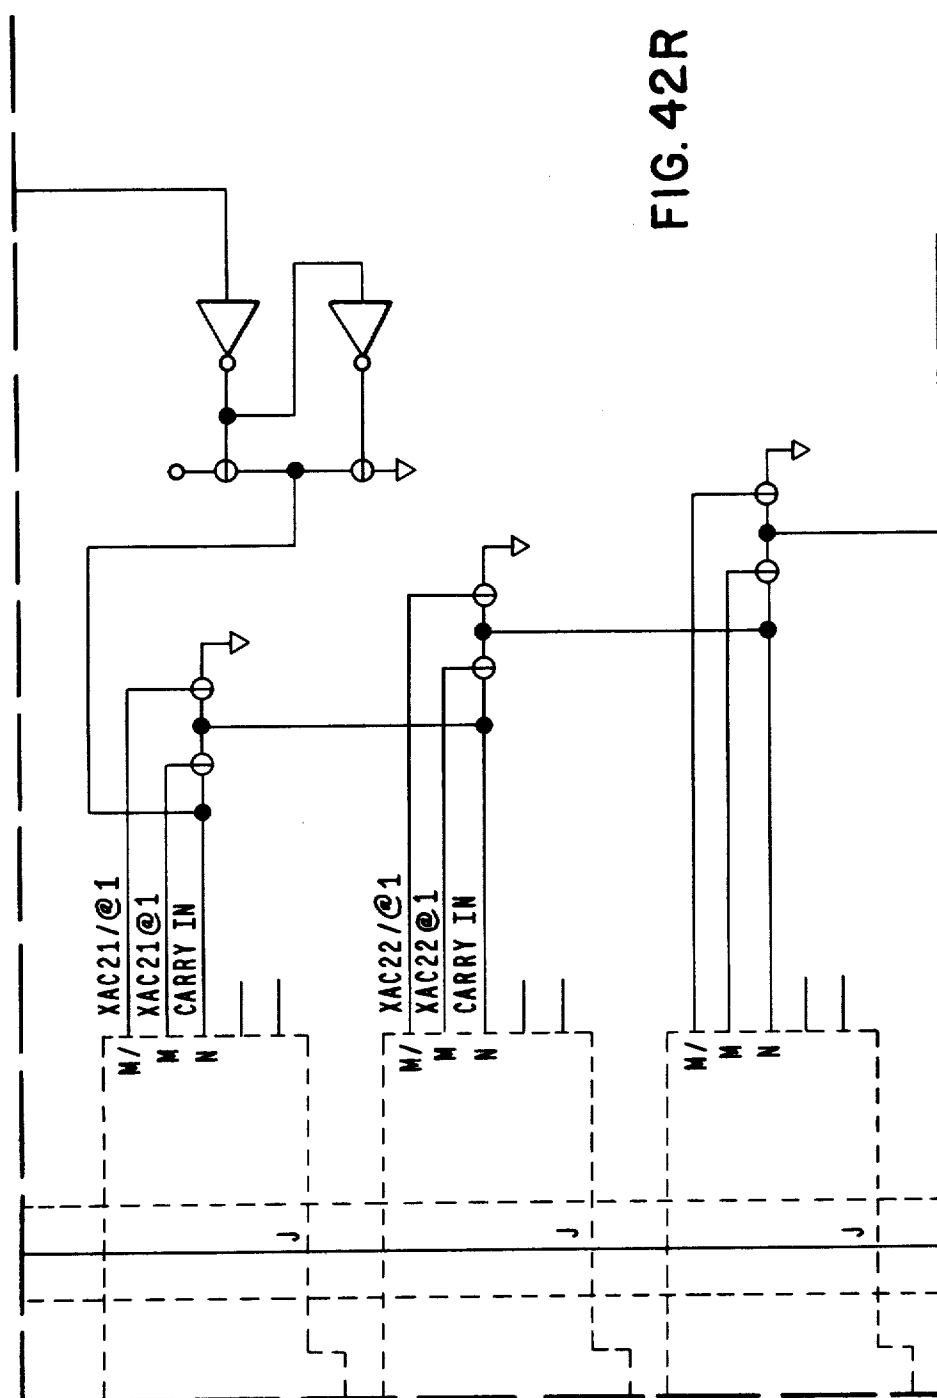 FIG. 42R
XAC21/@1
XAC21@1
CARRY IN
M/
M
N
J
XAC22/@1
XAC22@1
CARRY IN
M/
M
N
J
M/
M
N
J